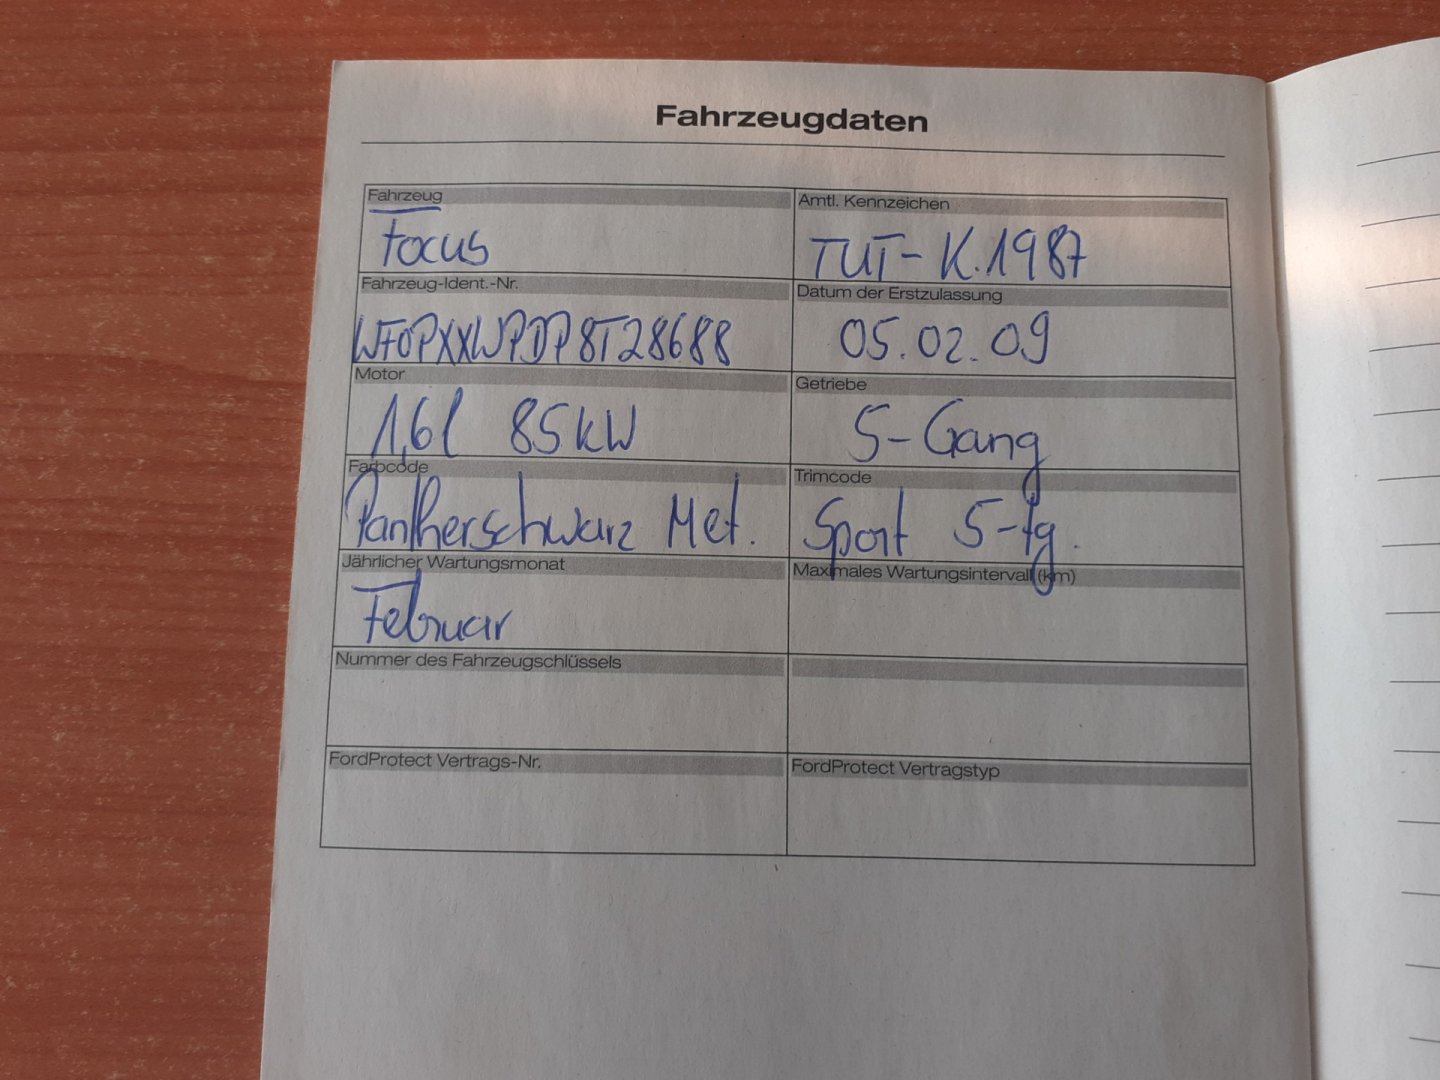 Fahrzeugdaten
Fahrzeug
Focus
Amtl. Kennzeichen
TUT- K.1987
Fahrzeug-Ident.-Nr.
WF0PXXWPDP8T28688
Datum der Erstzulassung
05.02.09
Motor
1,6l 85kW
Getriebe
5-Gang
Farbcode
Pantherschwarz Met.
Trimcode
Sport 5-tg.
Jährlicher Wartungsmonat
Februar
Maximales Wartungsintervall (km)
Nummer des Fahrzeugschlüssels
FordProtect Vertrags-Nr.
FordProtect Vertragstyp